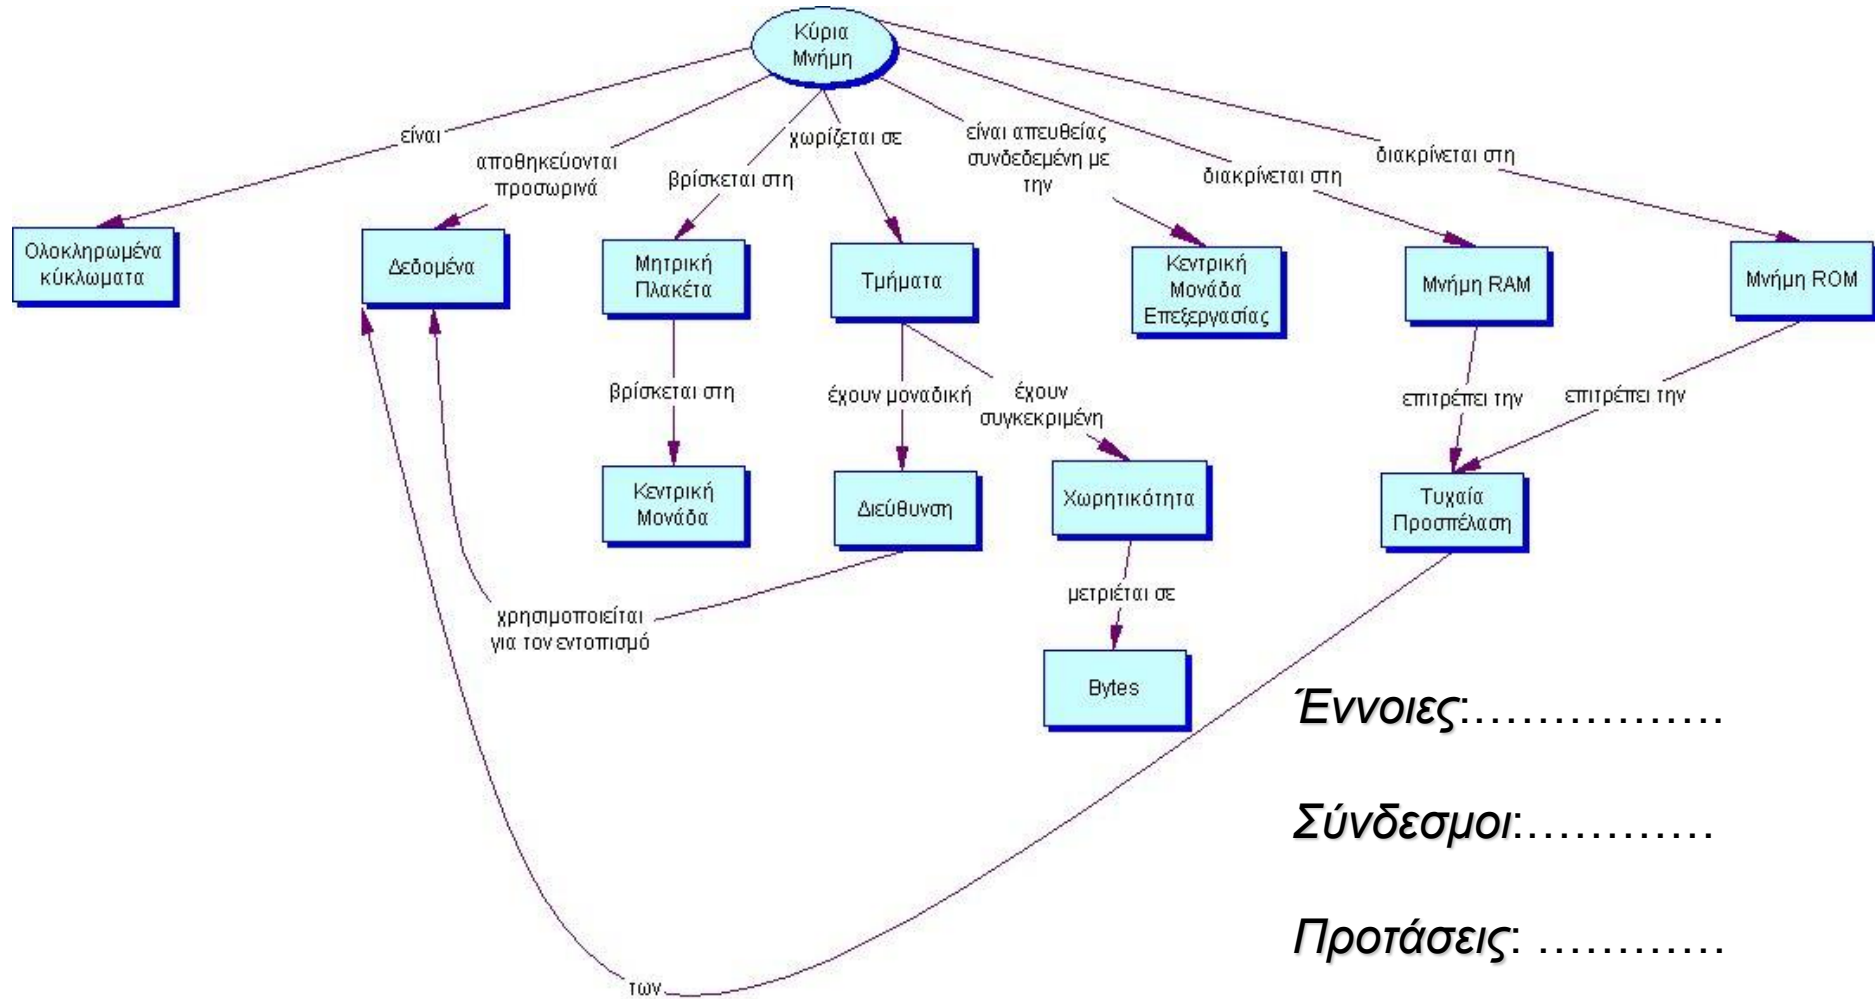 Κύρια
Μνήμη
είναι
αποθηκεύονται
προσωρινά
βρίσκεται στη
χωρίζεται σε
είναι απευθείας
συνδεδεμένη με
την
διακρίνεται στη
διακρίνεται στη
Ολοκληρωμένα
κύκλωματα
Δεδομένα
Μητρική
Πλακέτα
Τμήματα
Κεντρική
Μονάδα
Επεξεργασίας
Μνήμη RAM
Μνήμη ROM
βρίσκεται στη
έχουν μοναδική
έχουν
συγκεκριμένη
επιτρέπει την
επιτρέπει την
Κεντρική
Μονάδα
Διεύθυνση
Χωρητικότητα
Τυχαία
Προσπέλαση
χρησιμοποιείται
για τον εντοπισμό
μετριέται σε
Bytes
Έννοιες:................
Σύνδεσμοι:............
Προτάσεις: ............
των